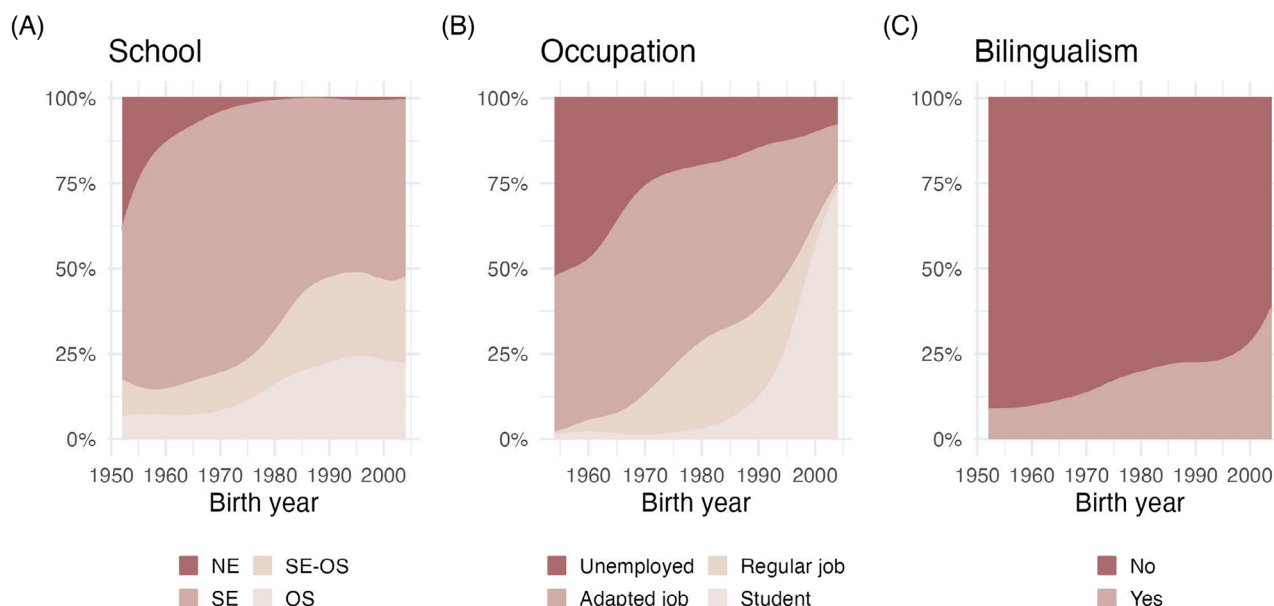 (A)
School
100%
75%
50%
25%
0%
1950 1960 1970 1980 1990 2000
Birth year
NE SE-OS
SE OS
(B)
Occupation
100%
75%
50%
25%
0%
1960 1970 1980 1990 2000
Birth year
Unemployed Regular job
Adapted job Student
(C)
Bilingualism
100%
75%
50%
25%
0%
1950 1960 1970 1980 1990 2000
Birth year
No
Yes